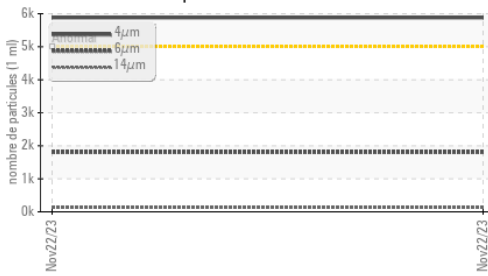 6k
5k
4k
3k
2k
1k
0k
nombre de particules (1 ml)
4μm
6μm
14μm
Nov22/23
Nov22/23